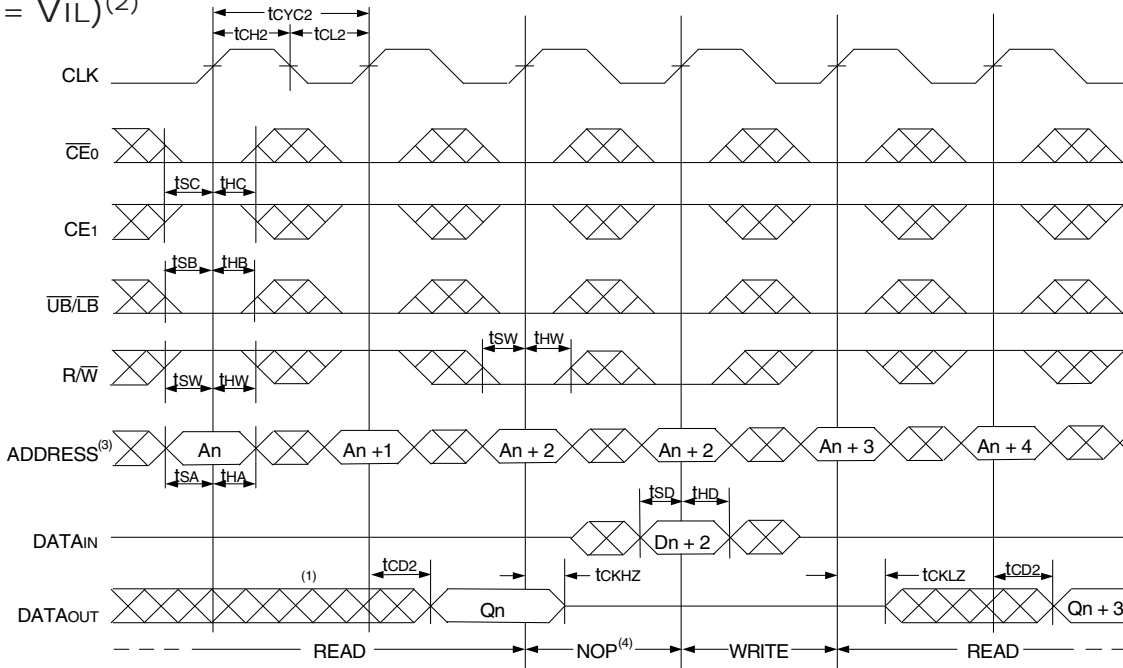 = VIL)(2)
tCYC2
tCH2 tCL2
CLK
CE0
tSC tHC
CE1
tSB tHB
UB/LB
tSW tHW
R/W
tSW tHW
ADDRESS(3) An An +1 An + 2 An + 2 An + 3 An + 4
tSA tHA
tSD tHD
DATAIN Dn + 2
(1) tCD2 tCKHZ tCKLZ tCD2
DATAOUT Qn Qn + 3
READ NOP(4) WRITE READ